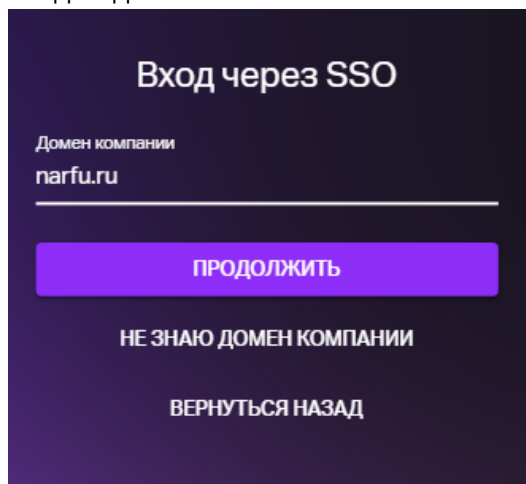 Вход через SSO
Домен компании
narfu.ru
ПРОДОЛЖИТЬ
НЕ ЗНАЮ ДОМЕН КОМПАНИИ
ВЕРНУТЬСЯ НАЗАД